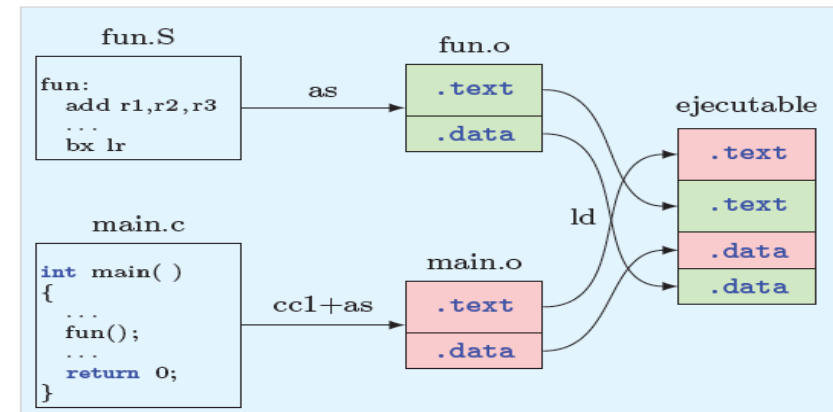 fun.S
fun:
add r1,r2,r3
...
bx lr
as
fun.o
.text
.data
main.c
int main( )
{
...
fun();
...
return 0;
}
cc1+as
main.o
.text
.data
ld
ejecutable
.text
.text
.data
.data